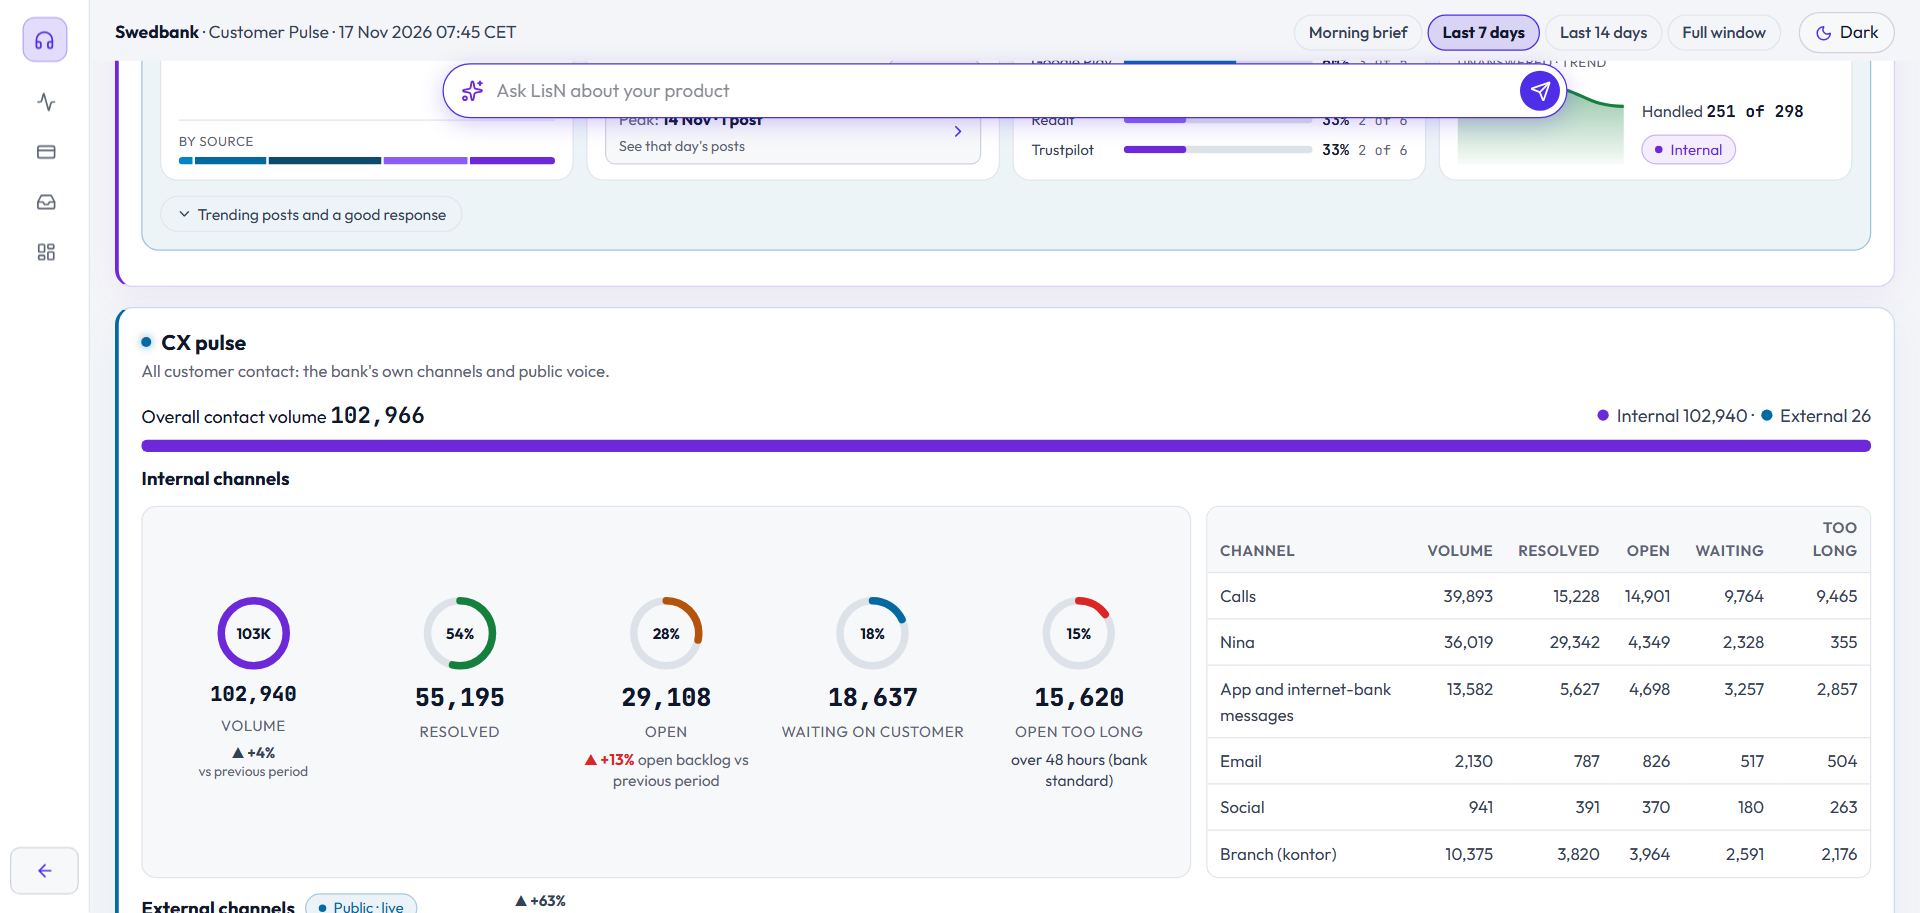 Swedbank · Customer Pulse · 17 Nov 2026 07:45 CET
Morning brief
Last 7 days
Last 14 days
Full window
Dark
Ask LisN about your product
BY SOURCE
Peak: 14 Nov · 1 post
See that day's posts
Google Play
Reddit 33% 2 of 6
Trustpilot 33% 2 of 6
UNANSWERED · TREND
Handled 251 of 298
Internal
Trending posts and a good response
CX pulse
All customer contact: the bank's own channels and public voice.
Overall contact volume 102,966
Internal 102,940 · External 26
Internal channels
103K
102,940
VOLUME
▲ +4%
vs previous period
54%
55,195
RESOLVED
28%
29,108
OPEN
▲ +13% open backlog vs
previous period
18%
18,637
WAITING ON CUSTOMER
15%
15,620
OPEN TOO LONG
over 48 hours (bank
standard)
CHANNEL VOLUME RESOLVED OPEN WAITING TOO LONG
Calls 39,893 15,228 14,901 9,764 9,465
Nina 36,019 29,342 4,349 2,328 355
App and internet-bank messages 13,582 5,627 4,698 3,257 2,857
Email 2,130 787 826 517 504
Social 941 391 370 180 263
Branch (kontor) 10,375 3,820 3,964 2,591 2,176
External channels
Public · live
▲ +63%